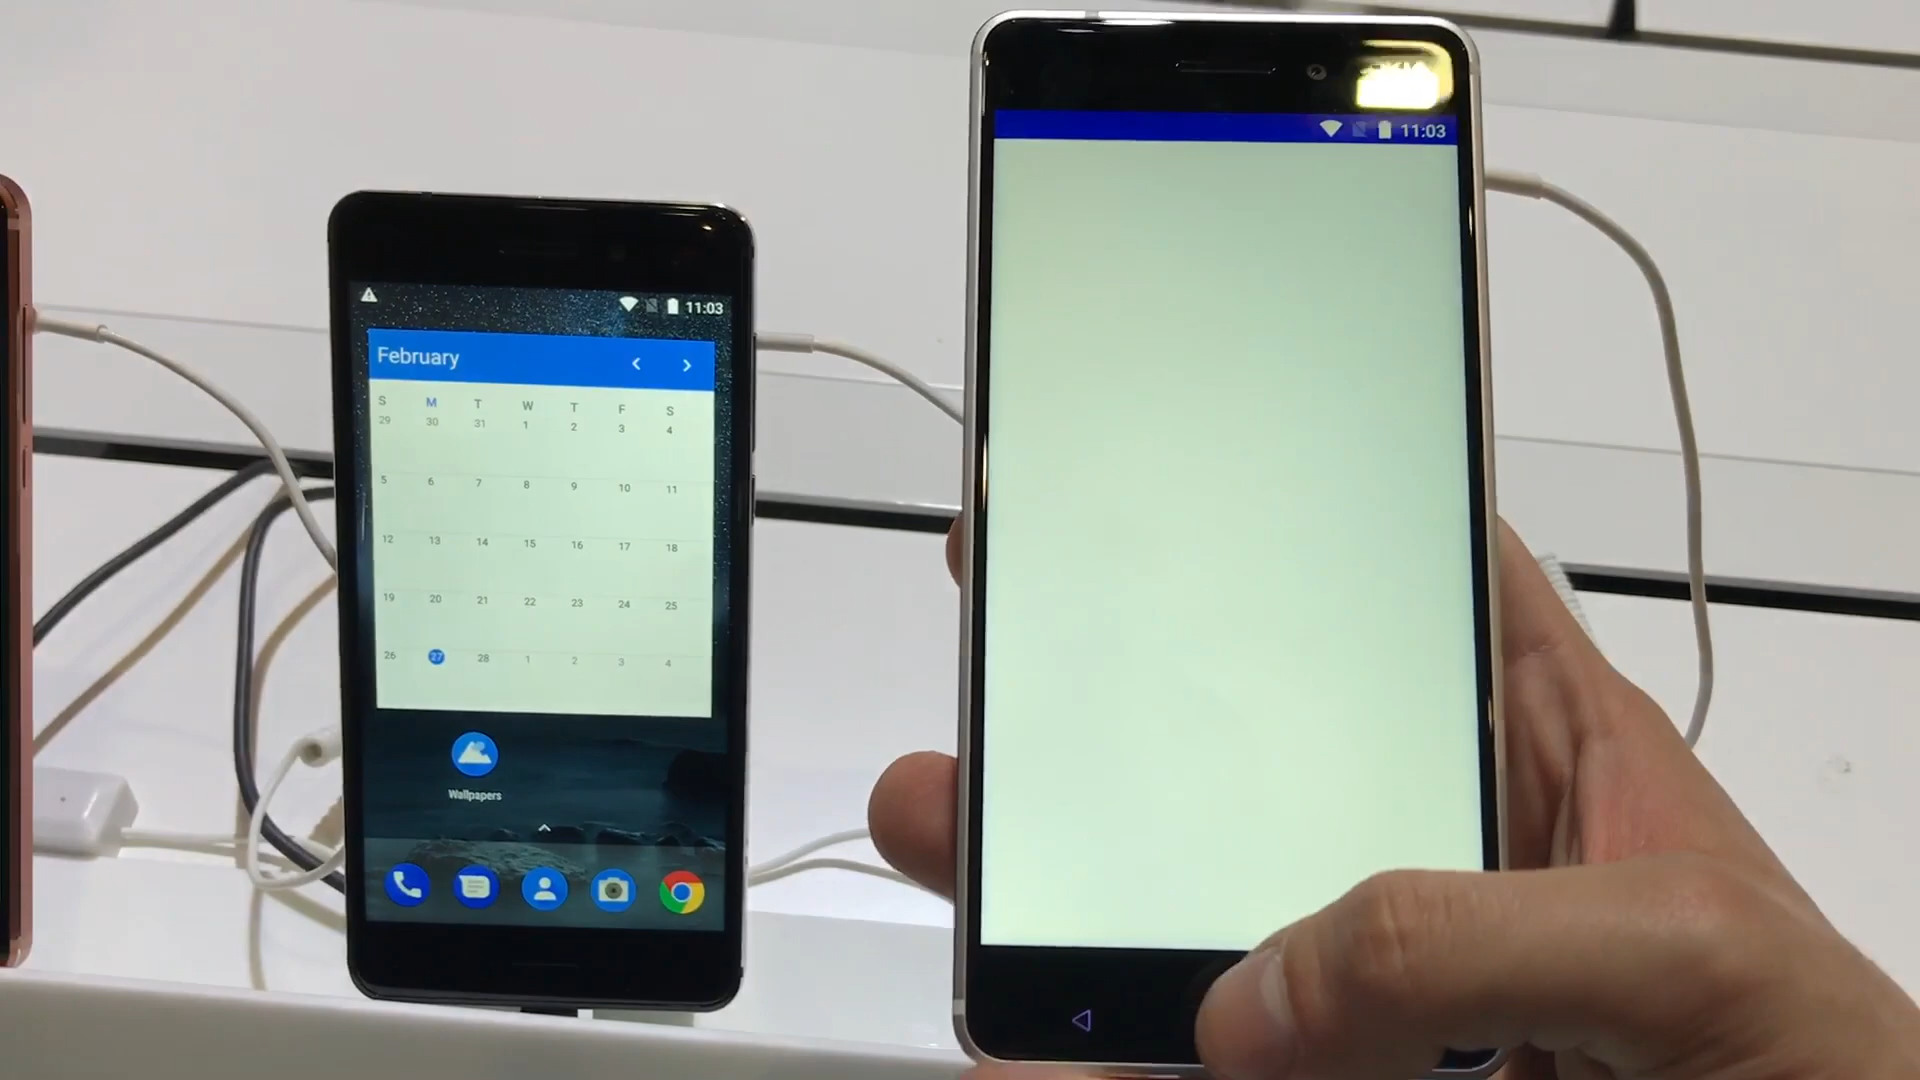 11:03
February
S M T W T F S
29 30 31 1 2 3 4
5 6 7 8 9 10 11
12 13 14 15 16 17 18
19 20 21 22 23 24 25
26 27 28 1 2 3 4
Wallpapers
11:03